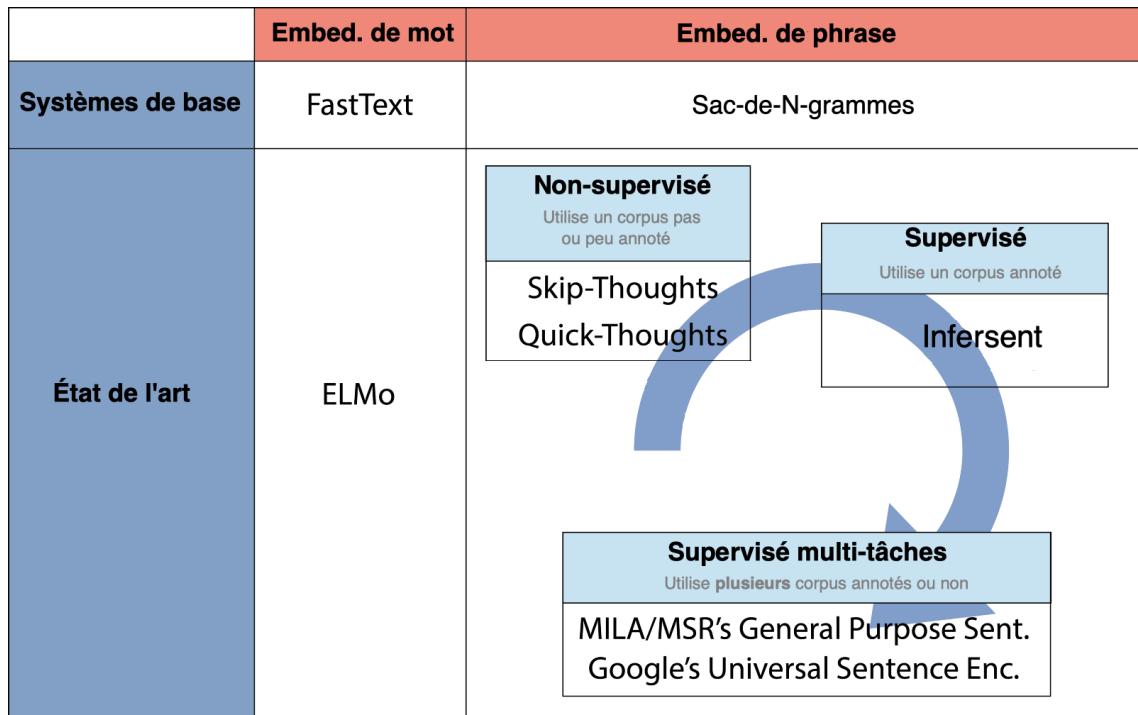 Embed. de mot
Embed. de phrase
Systèmes de base
FastText
Sac-de-N-grammes
État de l'art
ELMo
Non-supervisé
Utilise un corpus pas
ou peu annoté
Skip-Thoughts
Quick-Thoughts
Supervisé
Utilise un corpus annoté
Infersent
Supervisé multi-tâches
Utilise plusieurs corpus annotés ou non
MILA/MSR's General Purpose Sent.
Google's Universal Sentence Enc.